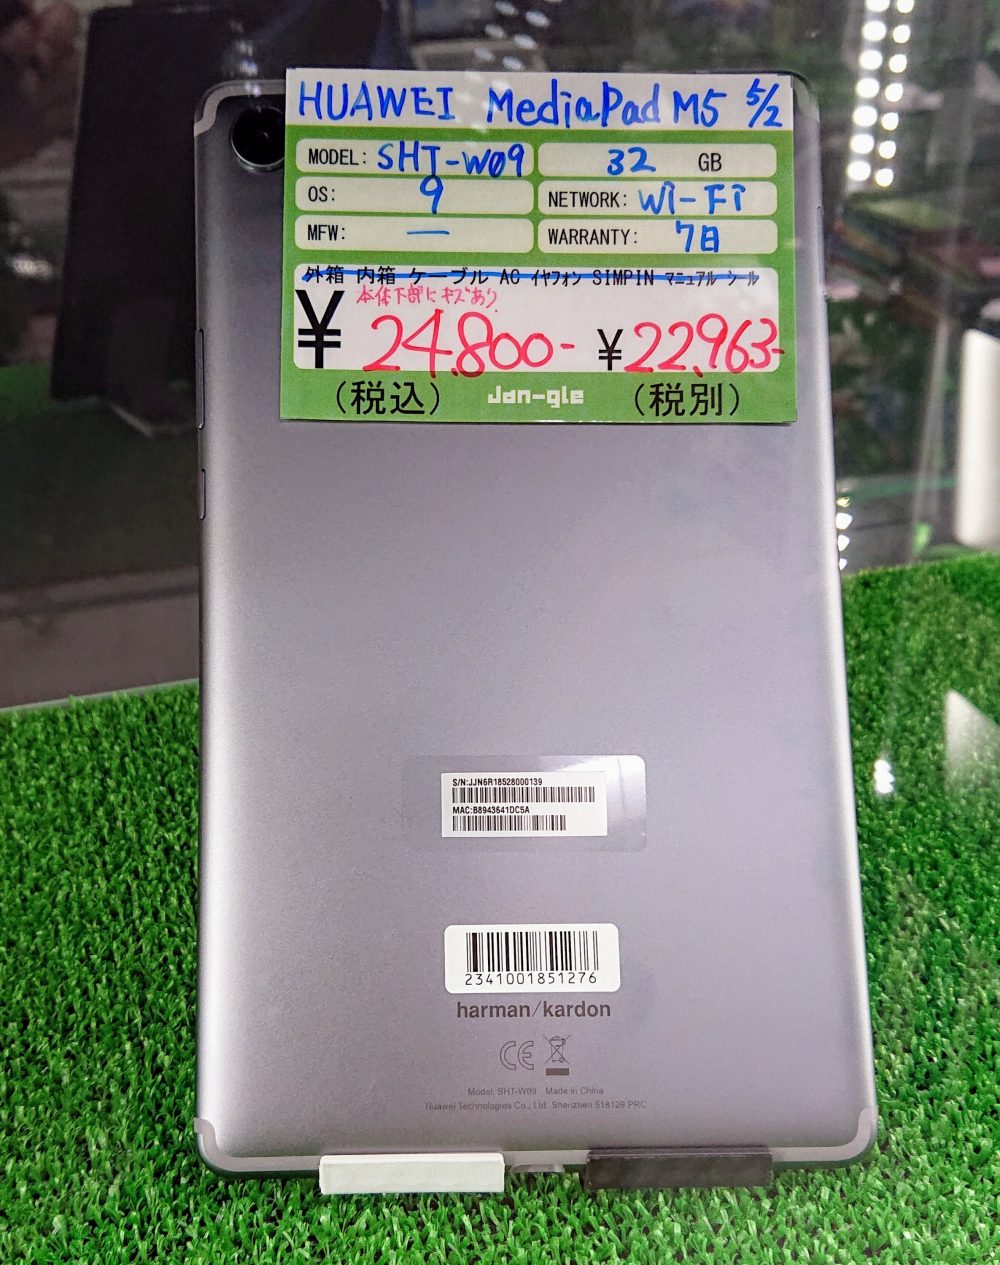 HUAWEI MediaPad M5 5/2
MODEL: SHT-W09 32 GB
OS: 9 NETWORK: Wi-Fi
MFW: — WARRANTY: 7日
外箱 内箱 ケーブル AC イヤフォン SIMPIN マニュアル シール
本体下部にキズあり
¥24,800- ¥22,963-
(税込) Jan-gle (税別)
S/N:JJN6R18528000139
MAC:B8943641DC5A
2341001851276
harman/kardon
CE
Model: SHT-W09 Made in China
Huawei Technologies Co., Ltd. Shenzhen 518129 PRC